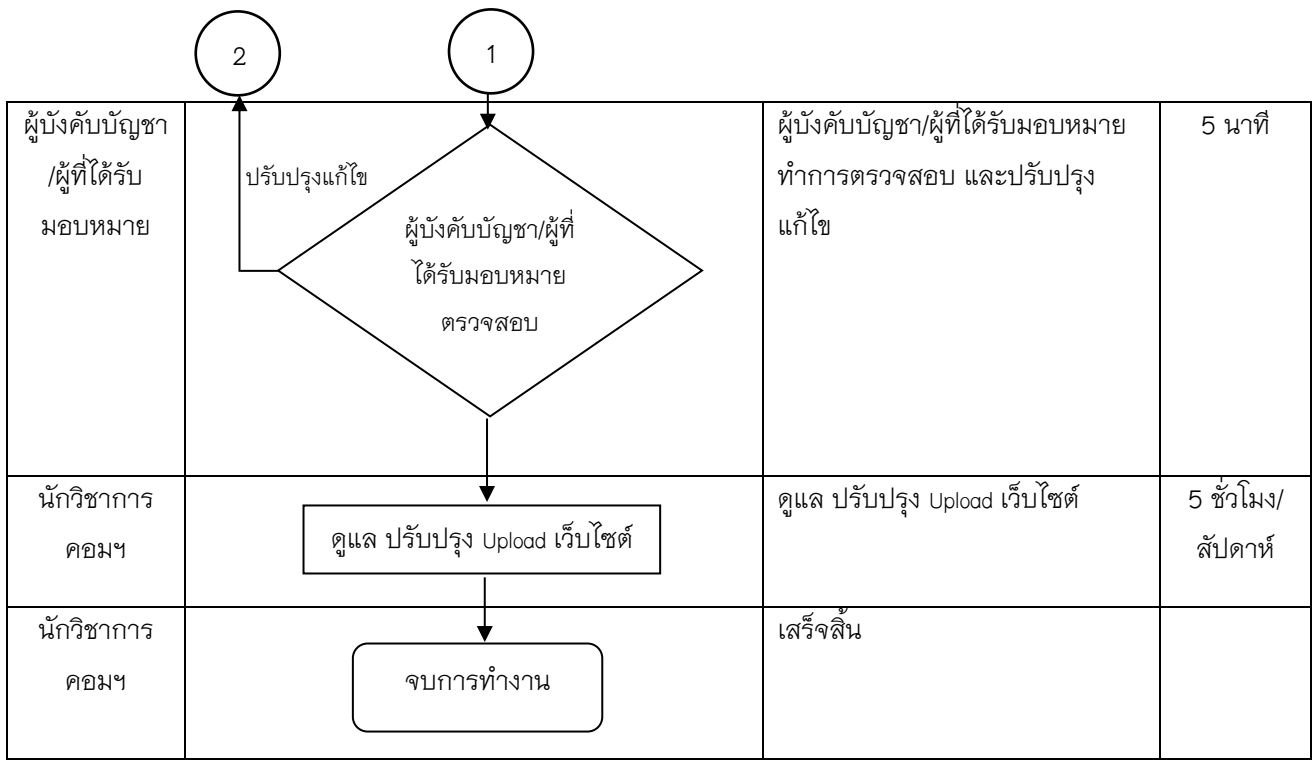 2
1
ผู้บังคับบัญชา
/ผู้ที่ได้รับ
มอบหมาย
ปรับปรุงแก้ไข
ผู้บังคับบัญชา/ผู้ที่
ได้รับมอบหมาย
ตรวจสอบ
ผู้บังคับบัญชา/ผู้ที่ได้รับมอบหมาย
ทำการตรวจสอบ และปรับปรุง
แก้ไข
5 นาที
นักวิชาการ
คอมฯ
ดูแล ปรับปรุง Upload เว็บไซต์
ดูแล ปรับปรุง Upload เว็บไซต์
5 ชั่วโมง/
สัปดาห์
นักวิชาการ
คอมฯ
จบการทำงาน
เสร็จสิ้น